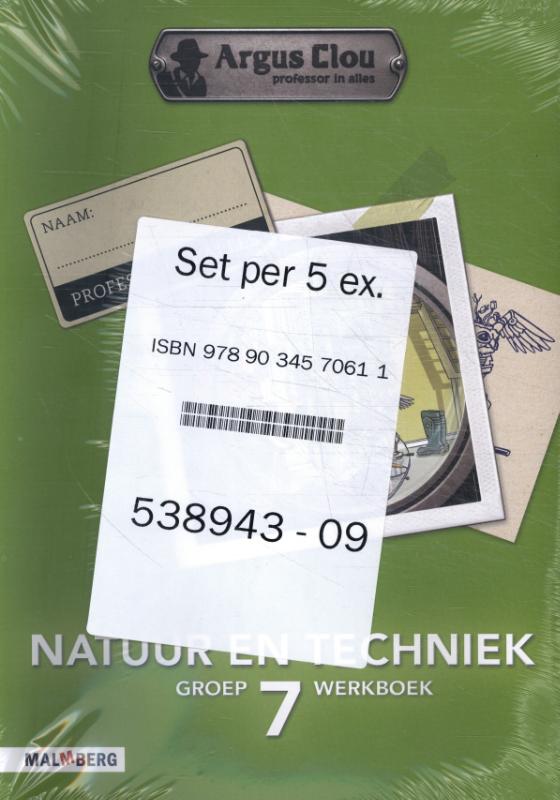 Argus Clou
professor in alles
NAAM:
PROFES
Set per 5 ex.
ISBN 978 90 345 7061 1
538943 - 09
NATUUR EN TECHNIEK
GROEP 7 WERKBOEK
MALMBERG